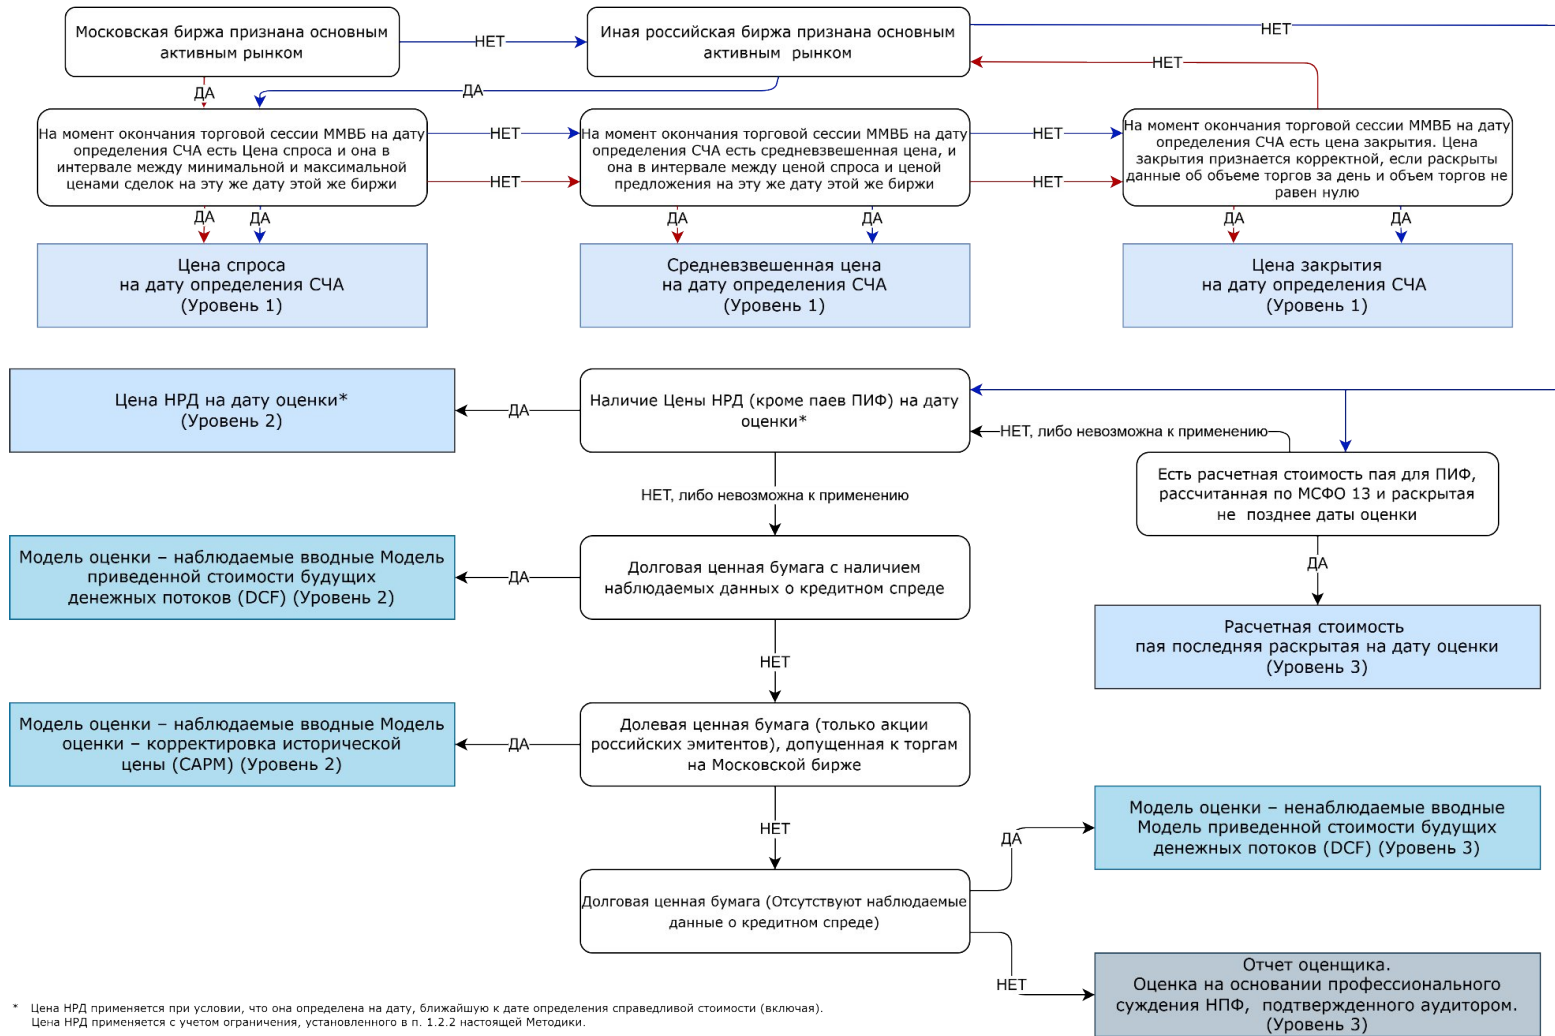 Московская биржа признана основным
активным рынком
НЕТ
Иная российская биржа признана основным
активным  рынком
НЕТ
НЕТ
ДА
ДА
На момент окончания торговой сессии ММВБ на дату
определения СЧА есть Цена спроса и она в
интервале между минимальной и максимальной
ценами сделок на эту же дату этой же биржи
НЕТ
НЕТ
На момент окончания торговой сессии ММВБ на дату
определения СЧА есть средневзвешенная цена, и
она в интервале между ценой спроса и ценой
предложения на эту же дату этой же биржи
НЕТ
НЕТ
На момент окончания торговой сессии ММВБ на дату
определения СЧА есть цена закрытия. Цена
закрытия признается корректной, если раскрыты
данные об объеме торгов за день и объем торгов не
равен нулю
ДА
ДА
ДА
ДА
ДА
ДА
Цена спроса
на дату определения СЧА
(Уровень 1)
Средневзвешенная цена
на дату определения СЧА
(Уровень 1)
Цена закрытия
на дату определения СЧА
(Уровень 1)
Цена НРД на дату оценки*
(Уровень 2)
ДА
Наличие Цены НРД (кроме паев ПИФ) на дату
оценки*
НЕТ, либо невозможна к применению
Есть расчетная стоимость пая для ПИФ,
рассчитанная по МСФО 13 и раскрытая
не  позднее даты оценки
НЕТ, либо невозможна к применению
ДА
Модель оценки – наблюдаемые вводные Модель
приведенной стоимости будущих
денежных потоков (DCF) (Уровень 2)
ДА
Долговая ценная бумага с наличием
наблюдаемых данных о кредитном спреде
Расчетная стоимость
пая последняя раскрытая на дату оценки
(Уровень 3)
НЕТ
Модель оценки – наблюдаемые вводные Модель
оценки – корректировка исторической
цены (CAPM) (Уровень 2)
ДА
Долевая ценная бумага (только акции
российских эмитентов), допущенная к торгам
на Московской бирже
НЕТ
Модель оценки – ненаблюдаемые вводные
Модель приведенной стоимости будущих
денежных потоков (DCF) (Уровень 3)
ДА
Долговая ценная бумага (Отсутствуют наблюдаемые
данные о кредитном спреде)
НЕТ
Отчет оценщика.
Оценка на основании профессионального
суждения НПФ,  подтвержденного аудитором.
(Уровень 3)
*  Цена НРД применяется при условии, что она определена на дату, ближайшую к дате определения справедливой стоимости (включая).
Цена НРД применяется с учетом ограничения, установленного в п. 1.2.2 настоящей Методики.